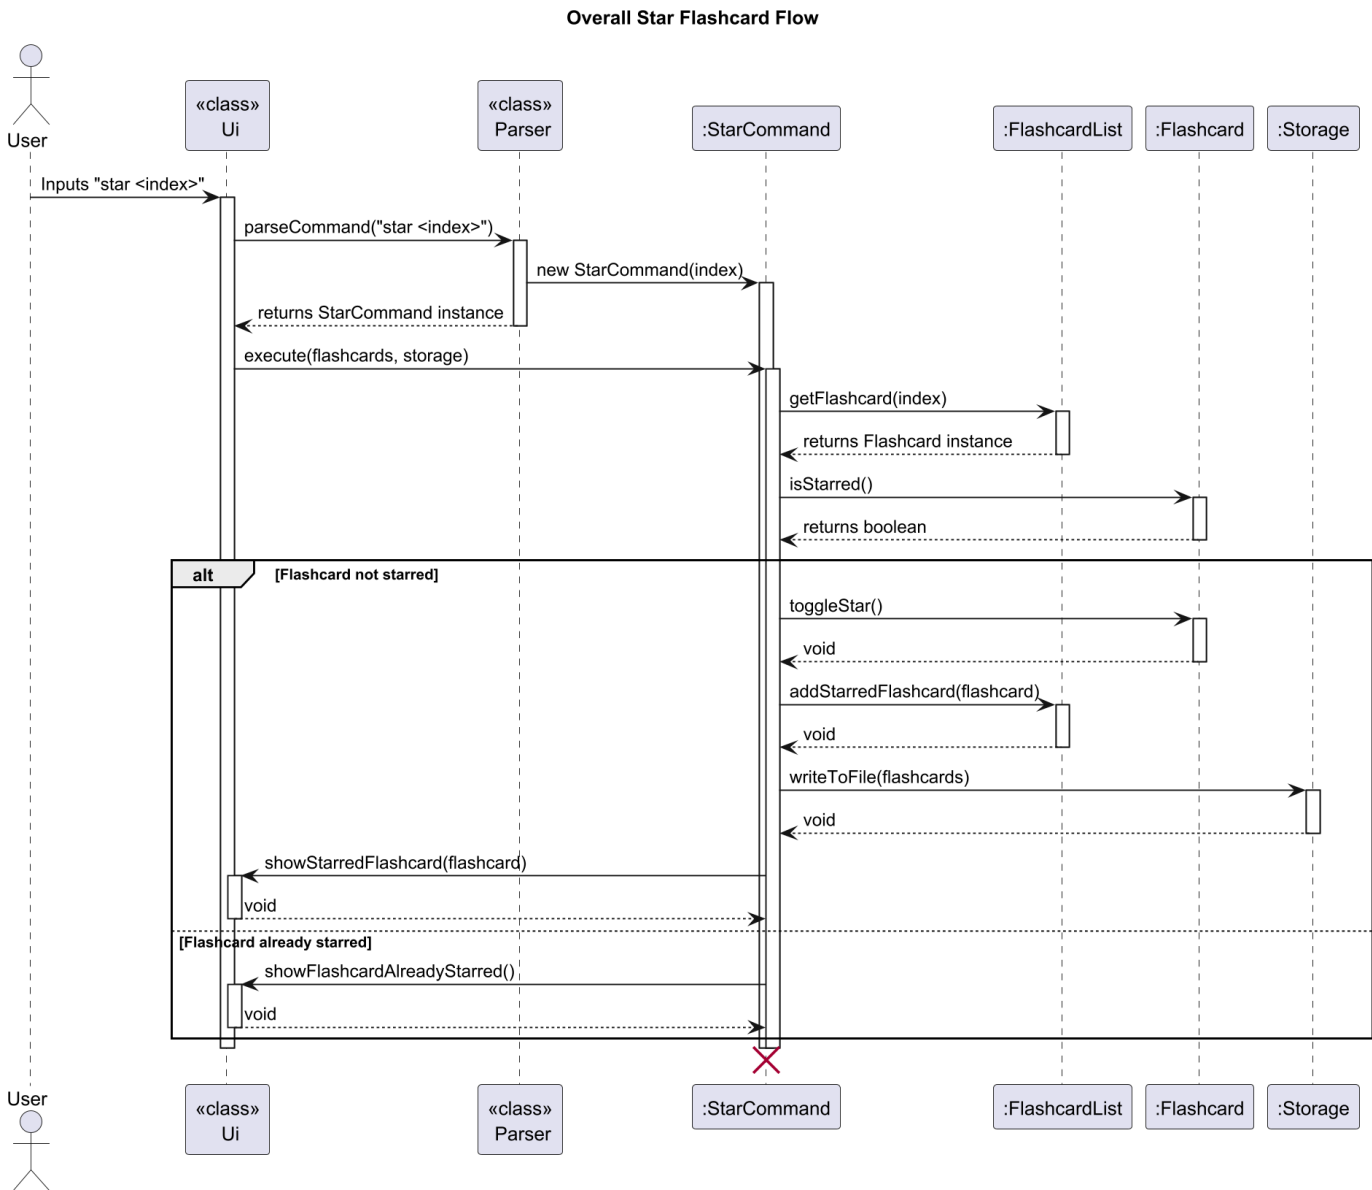 Overall Star Flashcard Flow
User
«class»
Ui
«class»
Parser
:StarCommand
:FlashcardList
:Flashcard
:Storage
Inputs "star <index>"
parseCommand("star <index>")
new StarCommand(index)
returns StarCommand instance
execute(flashcards, storage)
getFlashcard(index)
returns Flashcard instance
isStarred()
returns boolean
alt
[Flashcard not starred]
toggleStar()
void
addStarredFlashcard(flashcard)
void
writeToFile(flashcards)
void
showStarredFlashcard(flashcard)
void
[Flashcard already starred]
showFlashcardAlreadyStarred()
void
User
«class»
Ui
«class»
Parser
:StarCommand
:FlashcardList
:Flashcard
:Storage